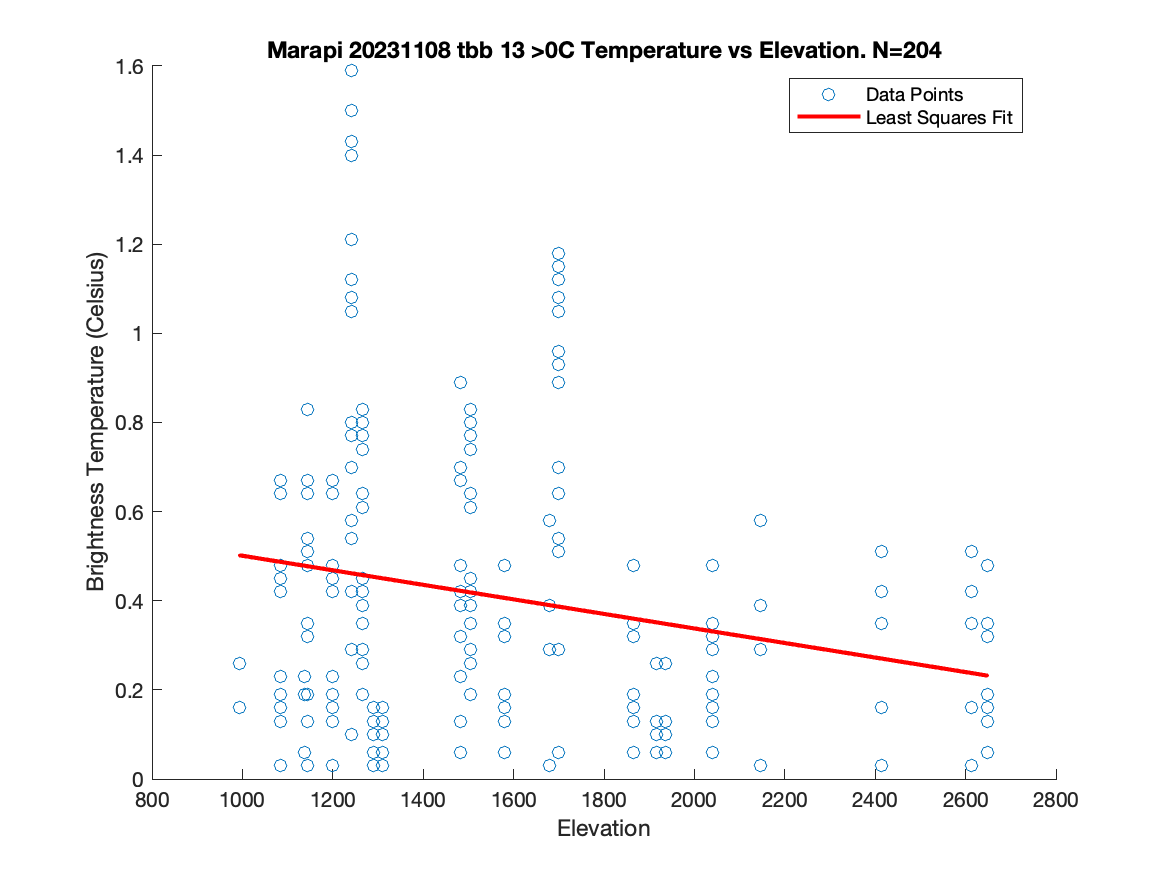 Marapi 20231108 tbb 13 >0C Temperature vs Elevation. N=204
Data Points
Least Squares Fit
Brightness Temperature (Celsius)
1.6
1.4
1.2
1
0.8
0.6
0.4
0.2
0
800 1000 1200 1400 1600 1800 2000 2200 2400 2600 2800
Elevation